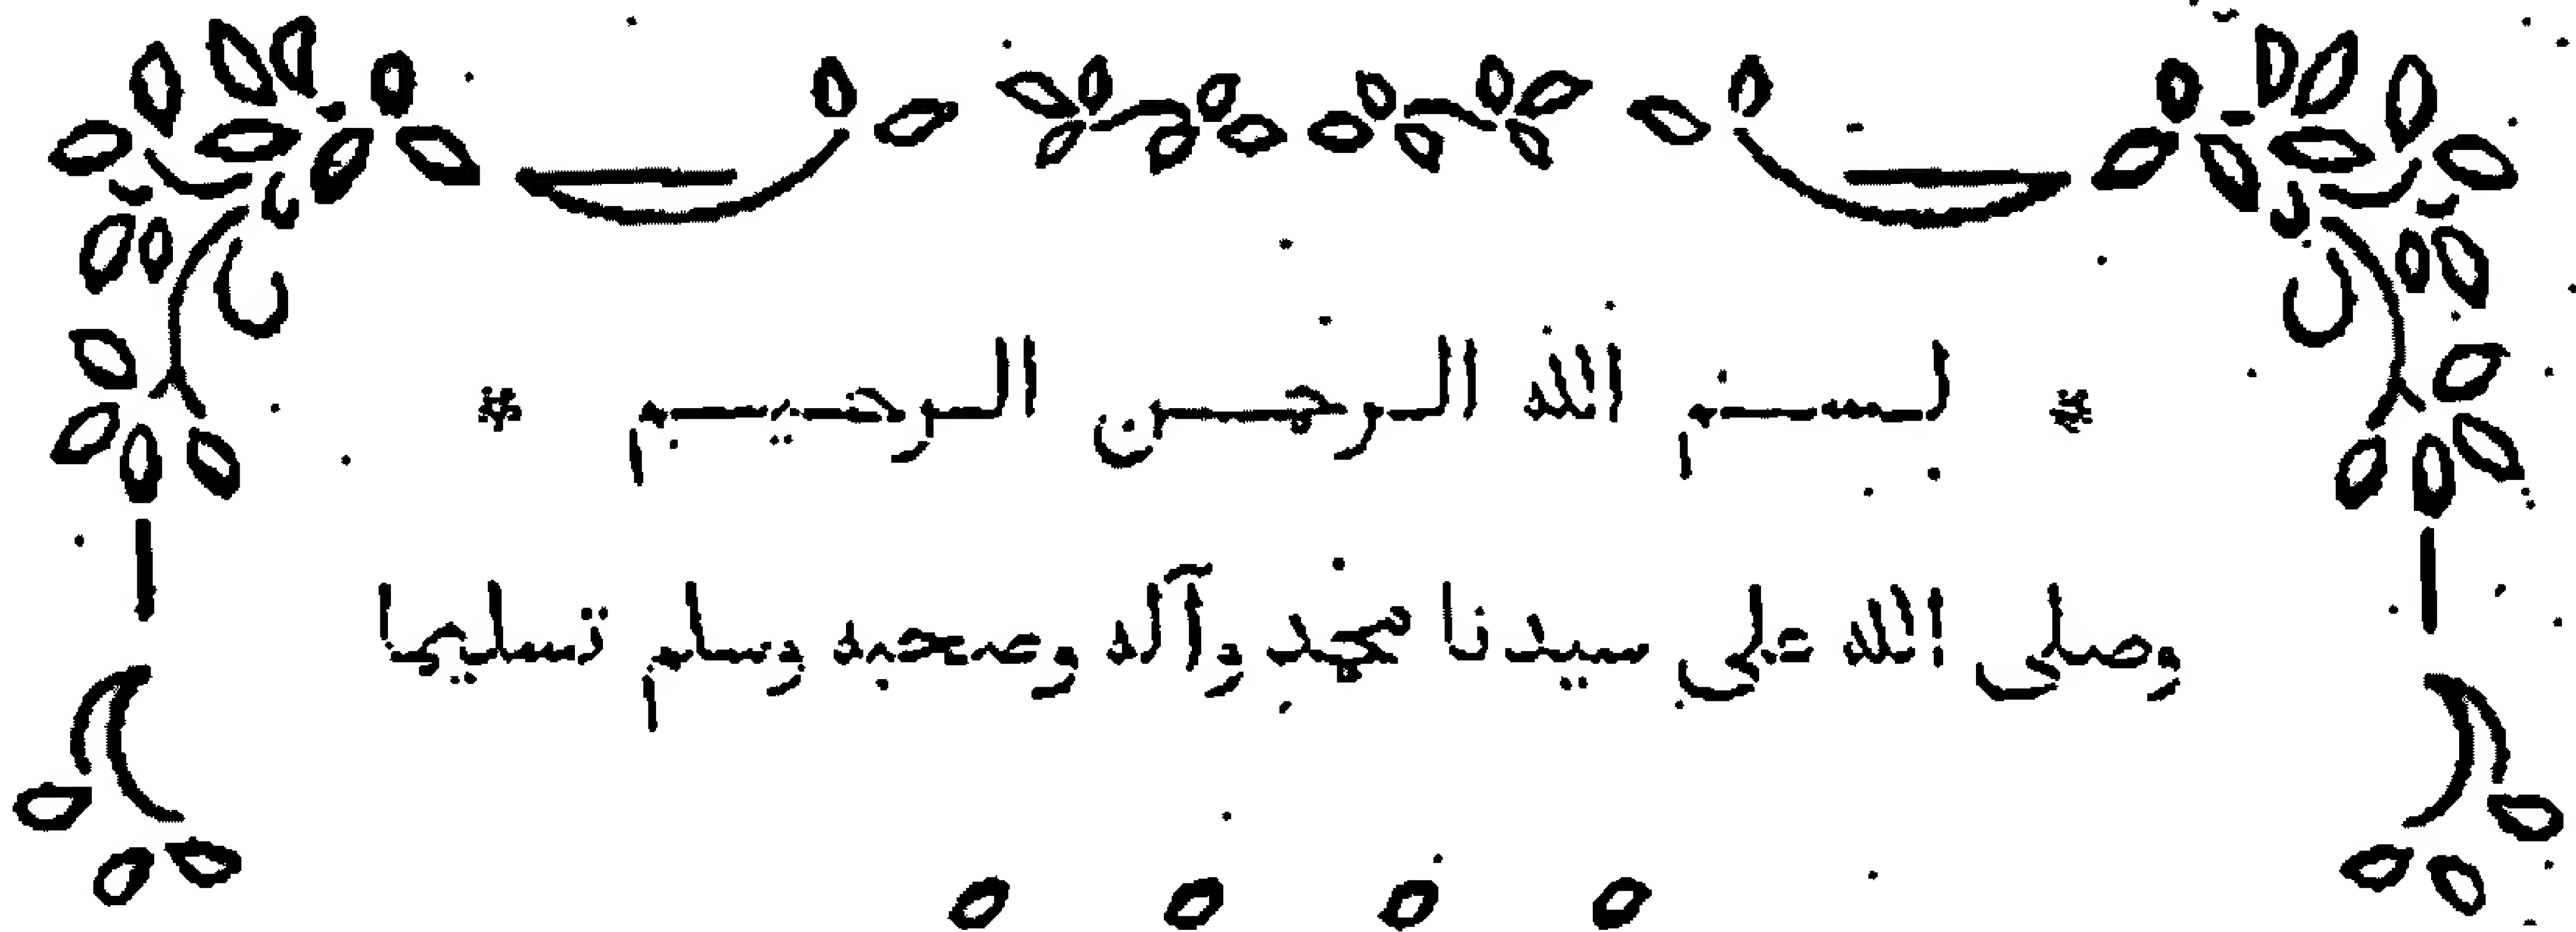 * بسم الله الرحمن الرحيم *
وصلى الله على سيدنا محمد وآله وصحبه وسلم تسليما